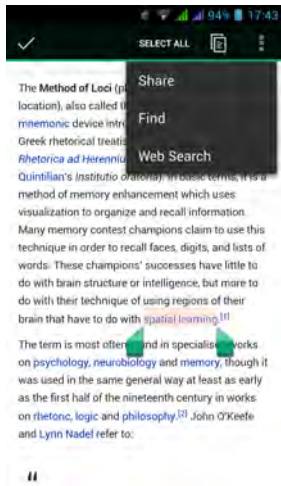 94% 17:43
SELECT ALL
Share
Find
Web Search
The Method of Loci (p
location), also called th
mnemonic device intr
Greek rhetorical treatis
Rhetorica ad Herenniu
Quintilian's Institutio oratoria). In basic terms, it is a
method of memory enhancement which uses
visualization to organize and recall information.
Many memory contest champions claim to use this
technique in order to recall faces, digits, and lists of
words. These champions' successes have little to
do with brain structure or intelligence, but more to
do with their technique of using regions of their
brain that have to do with spatial learning.[1]
The term is most often und in specialise orks
on psychology, neurobiology and memory, though it
was used in the same general way at least as early
as the first half of the nineteenth century in works
on rhetoric, logic and philosophy.[2] John O'Keefe
and Lynn Nadel refer to:
"